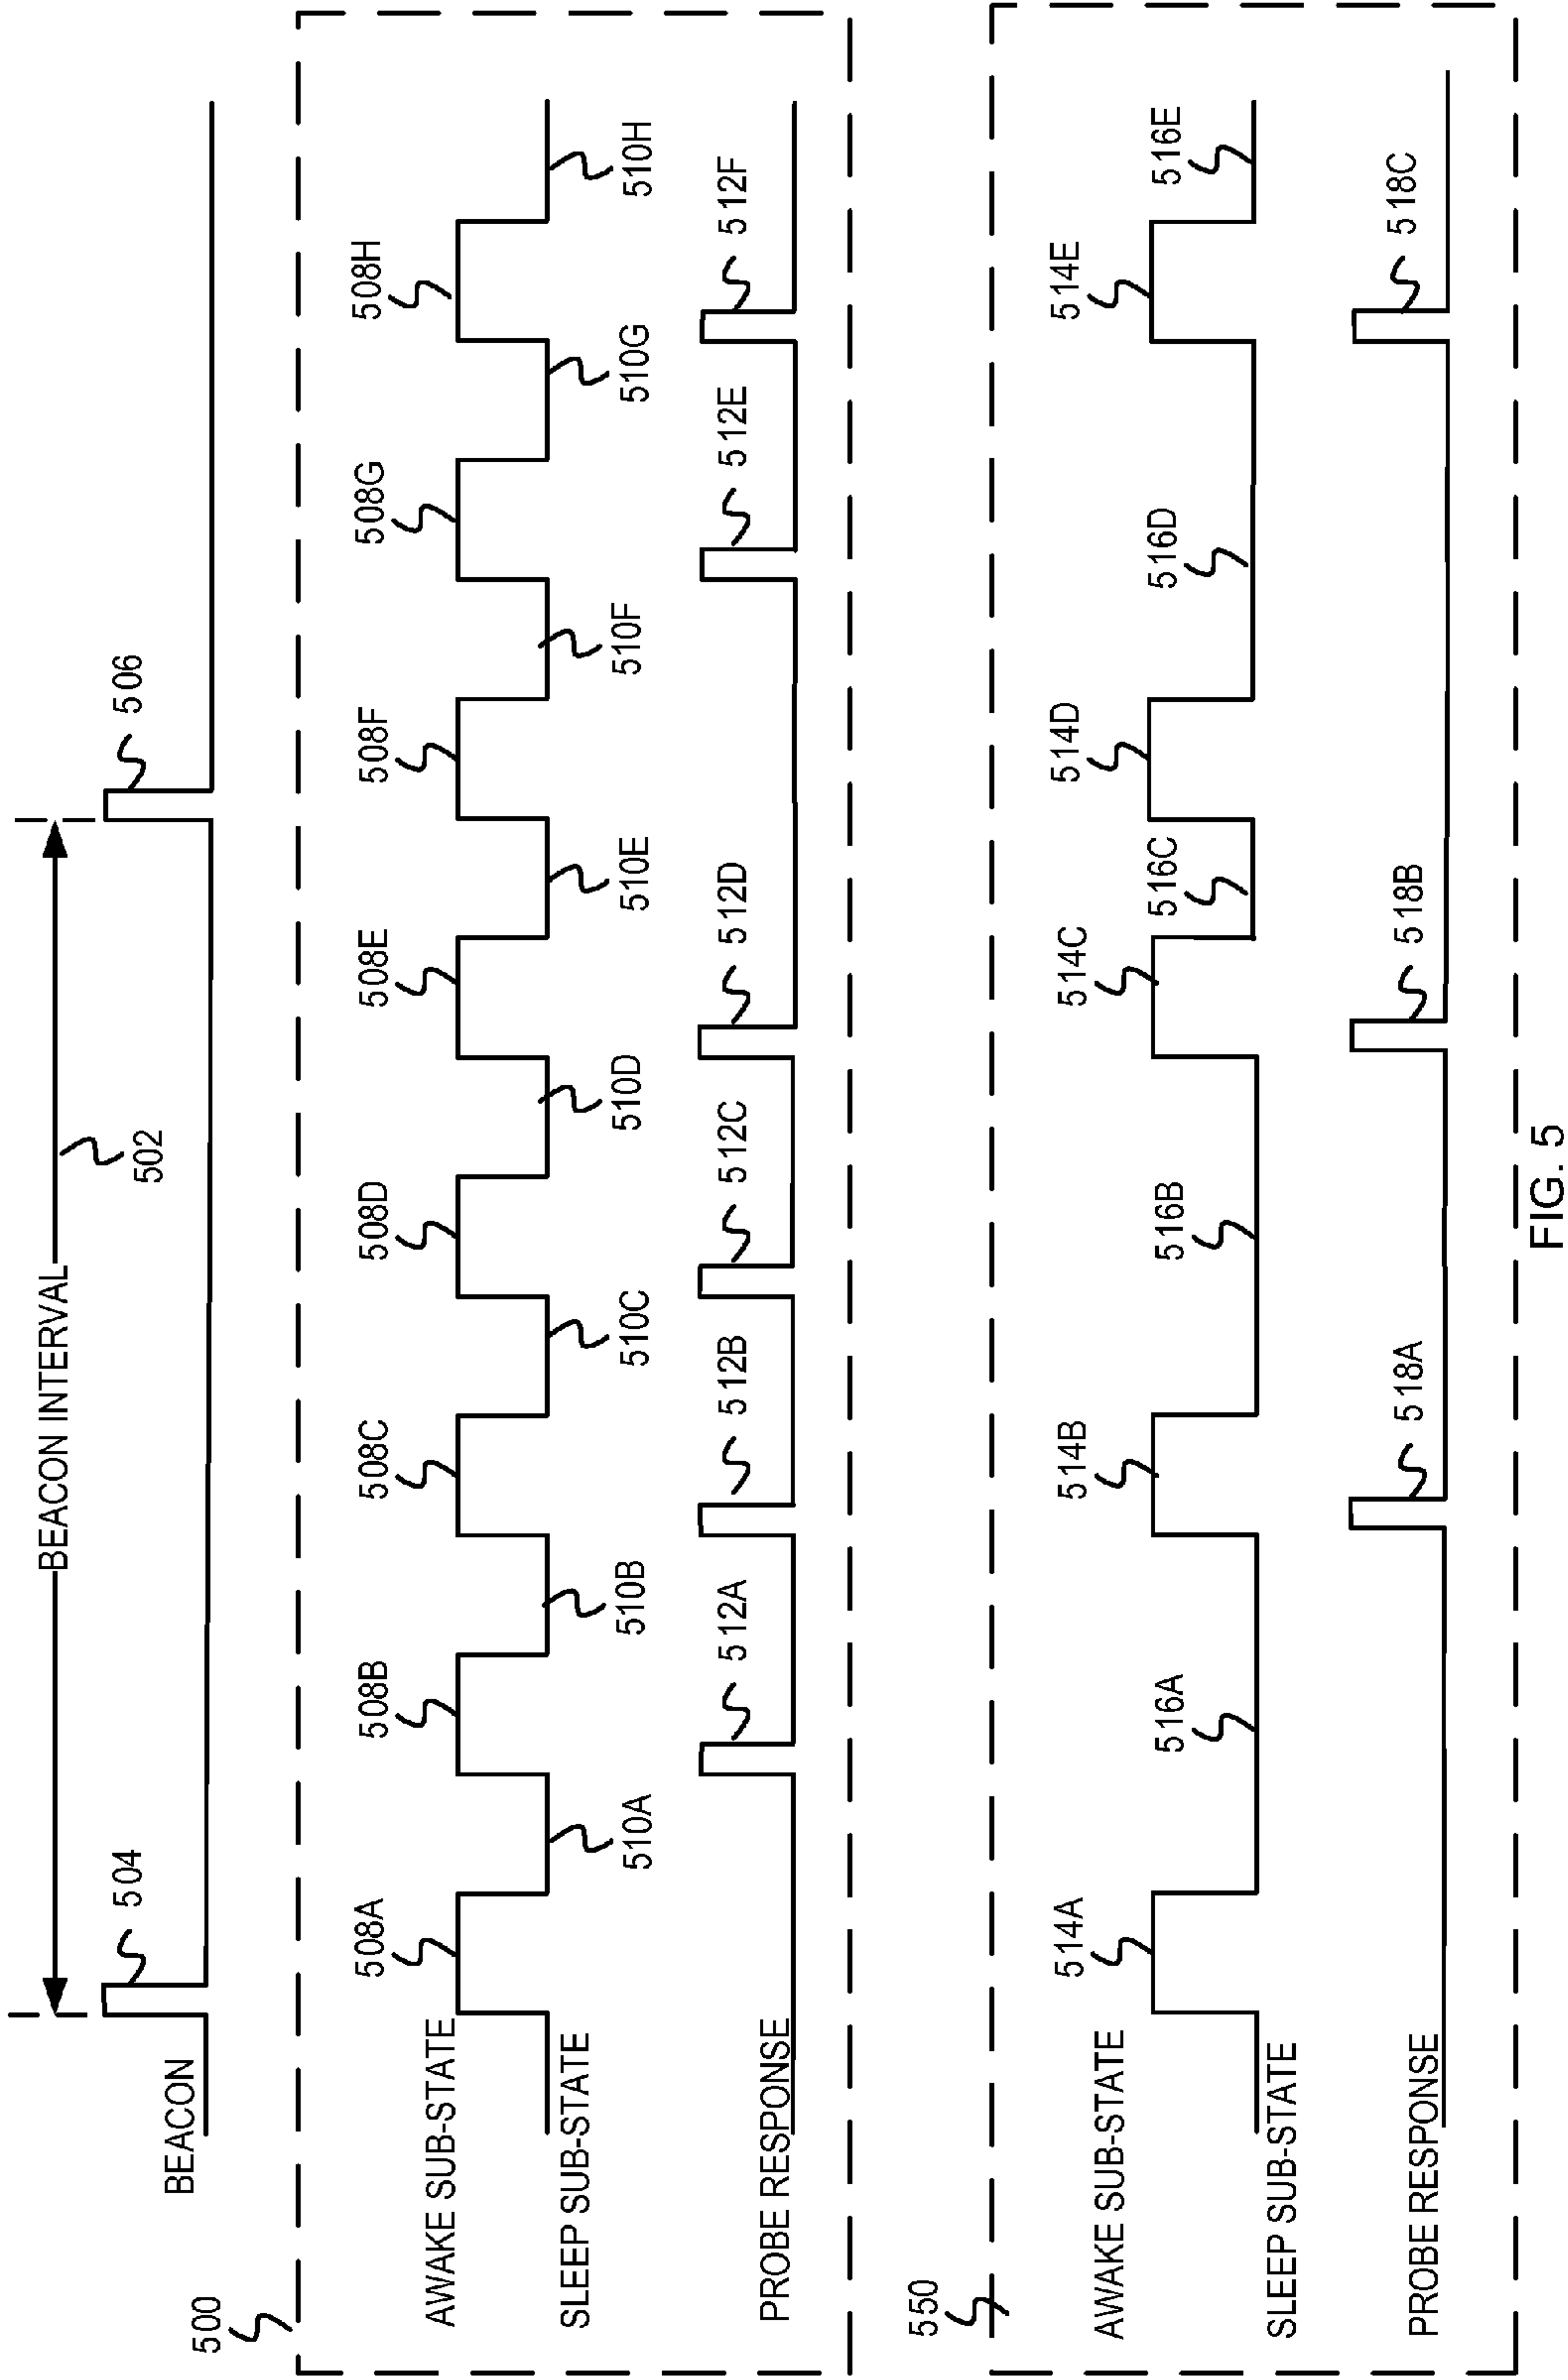 BEACON INTERVAL
502
504
506
BEACON
500
508A
508B
508C
508D
508E
508F
508G
508H
AWAKE SUB-STATE
SLEEP SUB-STATE
510A
510B
510C
510D
510E
510F
510G
510H
512A
512B
512C
512D
512E
512F
PROBE RESPONSE
550
514A
514B
514C
514D
514E
AWAKE SUB-STATE
516A
516B
516C
516D
516E
SLEEP SUB-STATE
518A
518B
518C
PROBE RESPONSE
FIG. 5